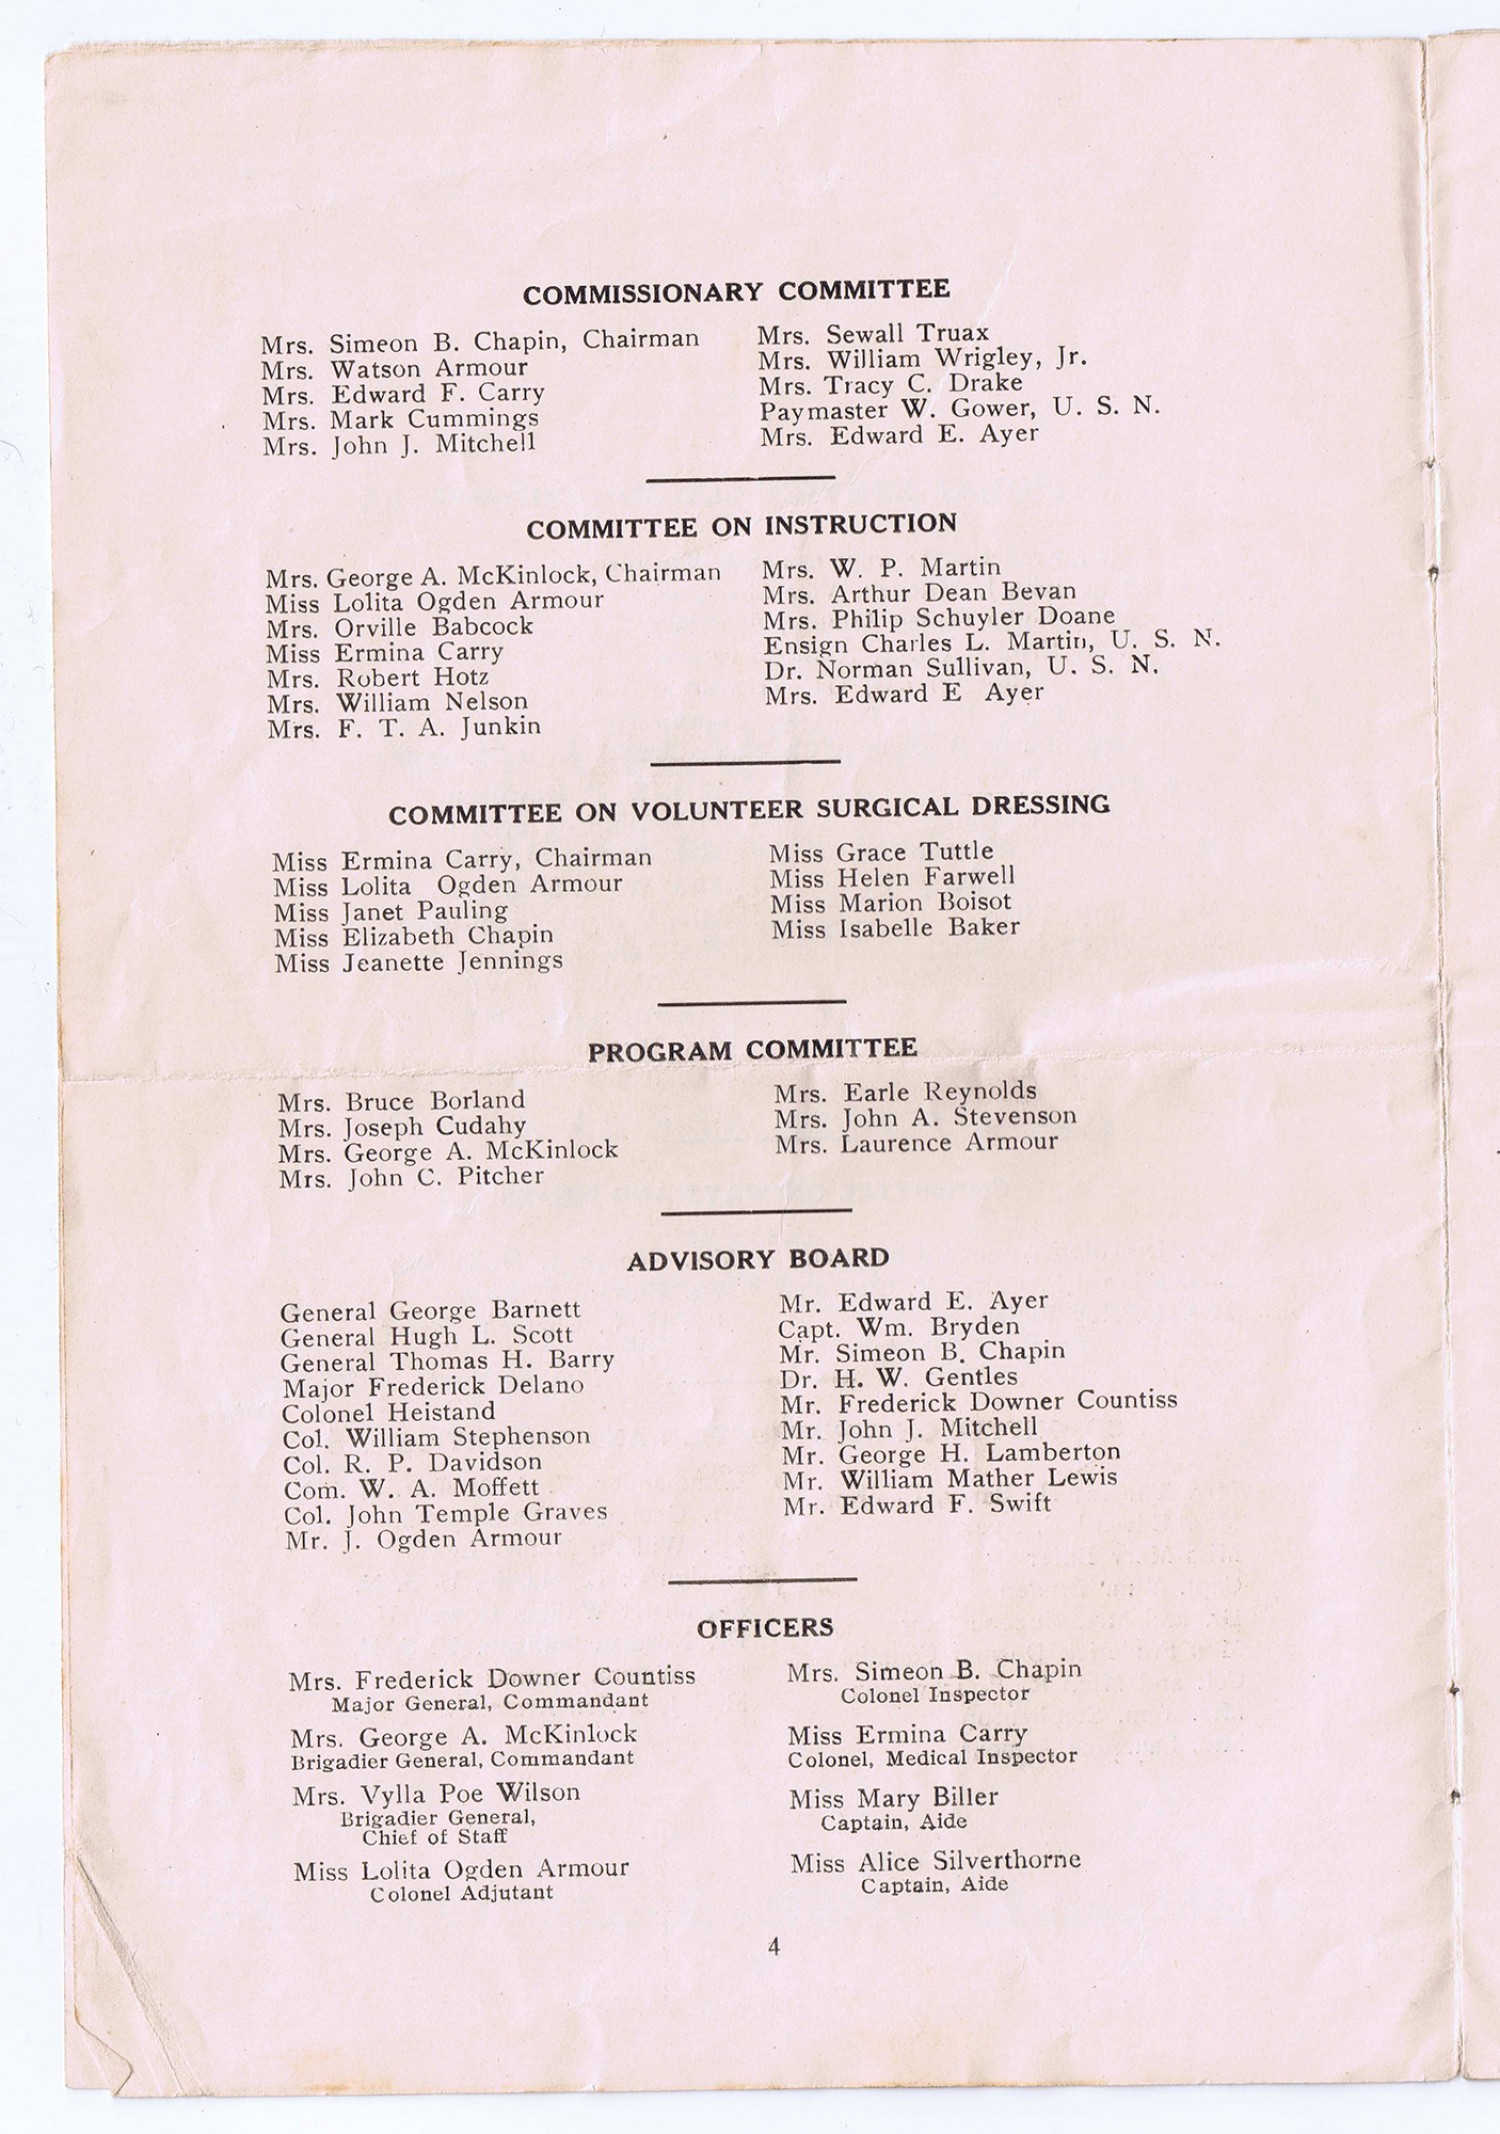 COMMISSIONARY COMMITTEE
Mrs. Simeon B. Chapin, Chairman
Mrs. Watson Armour
Mrs. Edward F. Carry
Mrs. Mark Cummings
Mrs. John J. Mitchell
Mrs. Sewall Truax
Mrs. William Wrigley, Jr.
Mrs. Tracy C. Drake
Paymaster W. Gower, U. S. N.
Mrs. Edward E. Ayer
COMMITTEE ON INSTRUCTION
Mrs. George A. McKinlock, Chairman
Miss Lolita Ogden Armour
Mrs. Orville Babcock
Miss Ermina Carry
Mrs. Robert Hotz
Mrs. William Nelson
Mrs. F. T. A. Junkin
Mrs. W. P. Martin
Mrs. Arthur Dean Bevan
Mrs. Philip Schuyler Doane
Ensign Charles L. Martin, U. S. N.
Dr. Norman Sullivan, U. S. N.
Mrs. Edward E Ayer
COMMITTEE ON VOLUNTEER SURGICAL DRESSING
Miss Ermina Carry, Chairman
Miss Lolita Ogden Armour
Miss Janet Pauling
Miss Elizabeth Chapin
Miss Jeanette Jennings
Miss Grace Tuttle
Miss Helen Farwell
Miss Marion Boisot
Miss Isabelle Baker
PROGRAM COMMITTEE
Mrs. Bruce Borland
Mrs. Joseph Cudahy
Mrs. George A. McKinlock
Mrs. John C. Pitcher
Mrs. Earle Reynolds
Mrs. John A. Stevenson
Mrs. Laurence Armour
ADVISORY BOARD
General George Barnett
General Hugh L. Scott
General Thomas H. Barry
Major Frederick Delano
Colonel Heistand
Col. William Stephenson
Col. R. P. Davidson
Com. W. A. Moffett
Col. John Temple Graves
Mr. J. Ogden Armour
Mr. Edward E. Ayer
Capt. Wm. Bryden
Mr. Simeon B. Chapin
Dr. H. W. Gentles
Mr. Frederick Downer Countiss
Mr. John J. Mitchell
Mr. George H. Lamberton
Mr. William Mather Lewis
Mr. Edward F. Swift
OFFICERS
Mrs. Frederick Downer Countiss
Major General, Commandant
Mrs. George A. McKinlock
Brigadier General, Commandant
Mrs. Vylla Poe Wilson
Brigadier General,
Chief of Staff
Miss Lolita Ogden Armour
Colonel Adjutant
Mrs. Simeon B. Chapin
Colonel Inspector
Miss Ermina Carry
Colonel, Medical Inspector
Miss Mary Biller
Captain, Aide
Miss Alice Silverthorne
Captain, Aide
4